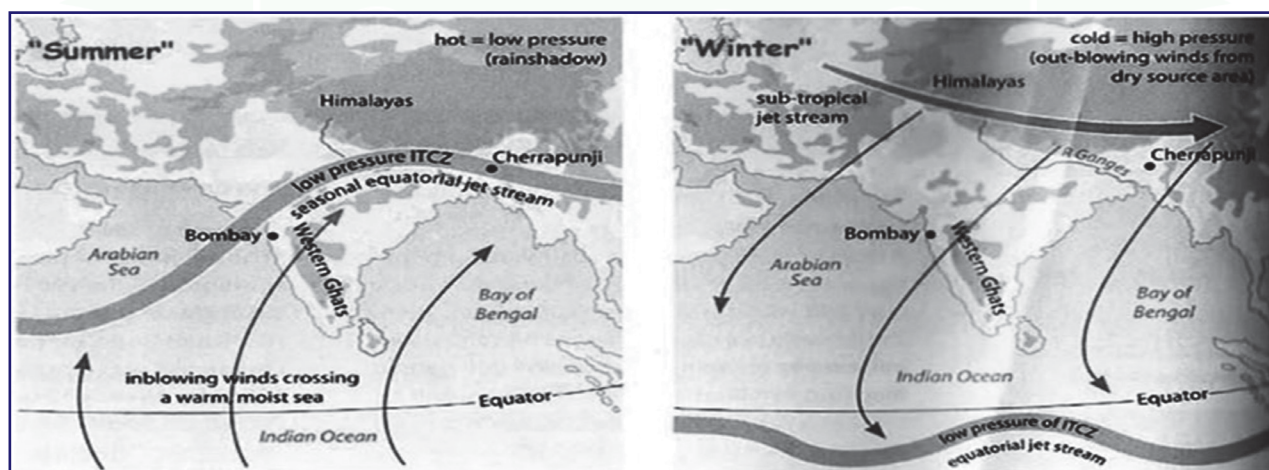 "Summer"
hot = low pressure
(rainshadow)
Himalayas
low pressure ITCZ
seasonal equatorial jet stream
Cherrapunji
Bombay
Western Ghats
Arabian
Sea
Bay of
Bengal
inblowing winds crossing
a warm, moist sea
Equator
Indian Ocean
"Winter"
cold = high pressure
(out-blowing winds from
dry source area)
Himalayas
sub-tropical
jet stream
R Ganges
Cherrapunji
Bombay
Western Ghats
Arabian
Sea
Bay of
Bengal
Indian Ocean
Equator
low pressure of ITCZ
equatorial jet stream